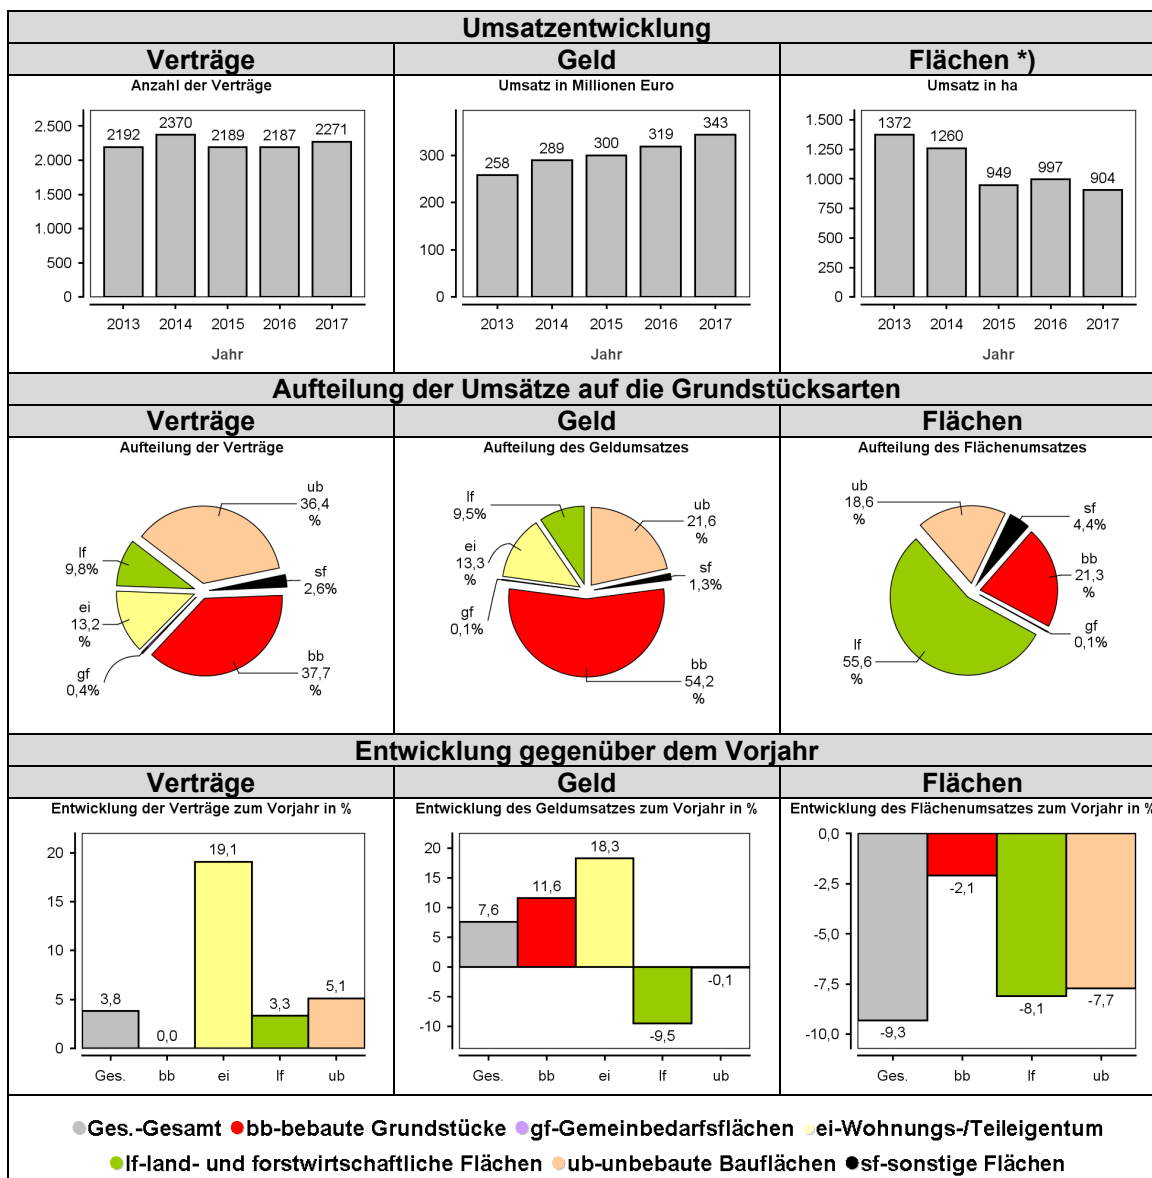 Umsatzentwicklung
Verträge
Geld
Flächen *)
Anzahl der Verträge
2.500
2.000
1.500
1.000
500
0
2192
2370
2189
2187
2271
2013
2014
2015
2016
2017
Jahr
Umsatz in Millionen Euro
300
200
100
0
258
289
300
319
343
2013
2014
2015
2016
2017
Jahr
Umsatz in ha
1.500
1.250
1.000
750
500
250
0
1372
1260
949
997
904
2013
2014
2015
2016
2017
Jahr
Aufteilung der Umsätze auf die Grundstücksarten
Verträge
Geld
Flächen
Aufteilung der Verträge
ub
36,4
%
lf
9,8%
sf
2,6%
ei
13,2
%
gf
0,4%
bb
37,7
%
Aufteilung des Geldumsatzes
lf
9,5%
ub
21,6
%
ei
13,3
%
sf
1,3%
gf
0,1%
bb
54,2
%
Aufteilung des Flächenumsatzes
ub
18,6
%
sf
4,4%
bb
21,3
%
gf
0,1%
lf
55,6
%
Entwicklung gegenüber dem Vorjahr
Verträge
Geld
Flächen
Entwicklung der Verträge zum Vorjahr in %
20
15
10
5
0
3,8
0,0
19,1
3,3
5,1
Ges.
bb
ei
lf
ub
Entwicklung des Geldumsatzes zum Vorjahr in %
20
15
10
5
0
-5
-10
7,6
11,6
18,3
-9,5
-0,1
Ges.
bb
ei
lf
ub
Entwicklung des Flächenumsatzes zum Vorjahr in %
0,0
-2,5
-5,0
-7,5
-10,0
-9,3
-2,1
-8,1
-7,7
Ges.
bb
lf
ub
Ges.-Gesamt bb-bebaute Grundstücke gf-Gemeinbedarfsflächen ei-Wohnungs-/Teileigentum
lf-land- und forstwirtschaftliche Flächen ub-unbebaute Bauflächen sf-sonstige Flächen